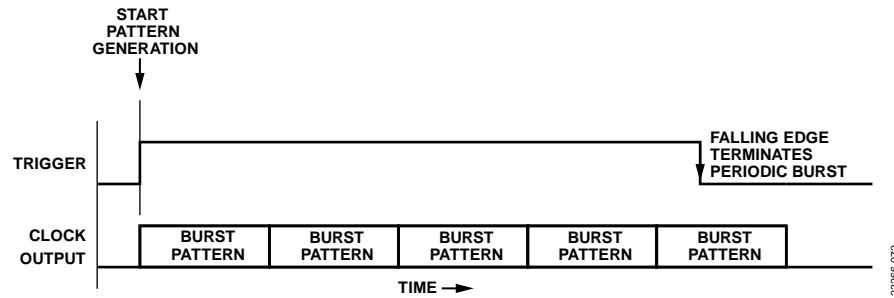 START
PATTERN
GENERATION
TRIGGER
FALLING EDGE
TERMINATES
PERIODIC BURST
CLOCK
OUTPUT
BURST
PATTERN
BURST
PATTERN
BURST
PATTERN
BURST
PATTERN
BURST
PATTERN
TIME